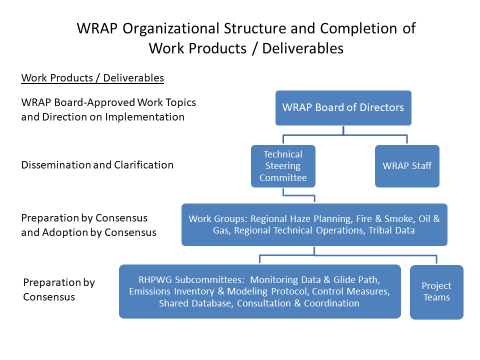 WRAP Organizational Structure and Completion of
Work Products / Deliverables
Work Products / Deliverables
WRAP Board-Approved Work Topics
and Direction on Implementation
WRAP Board of Directors
Dissemination and Clarification
Technical
Steering
Committee
WRAP Staff
Preparation by Consensus
and Adoption by Consensus
Work Groups: Regional Haze Planning, Fire & Smoke, Oil &
Gas, Regional Technical Operations, Tribal Data
Preparation by
Consensus
RHPWG Subcommittees: Monitoring Data & Glide Path,
Emissions Inventory & Modeling Protocol, Control Measures,
Shared Database, Consultation & Coordination
Project
Teams